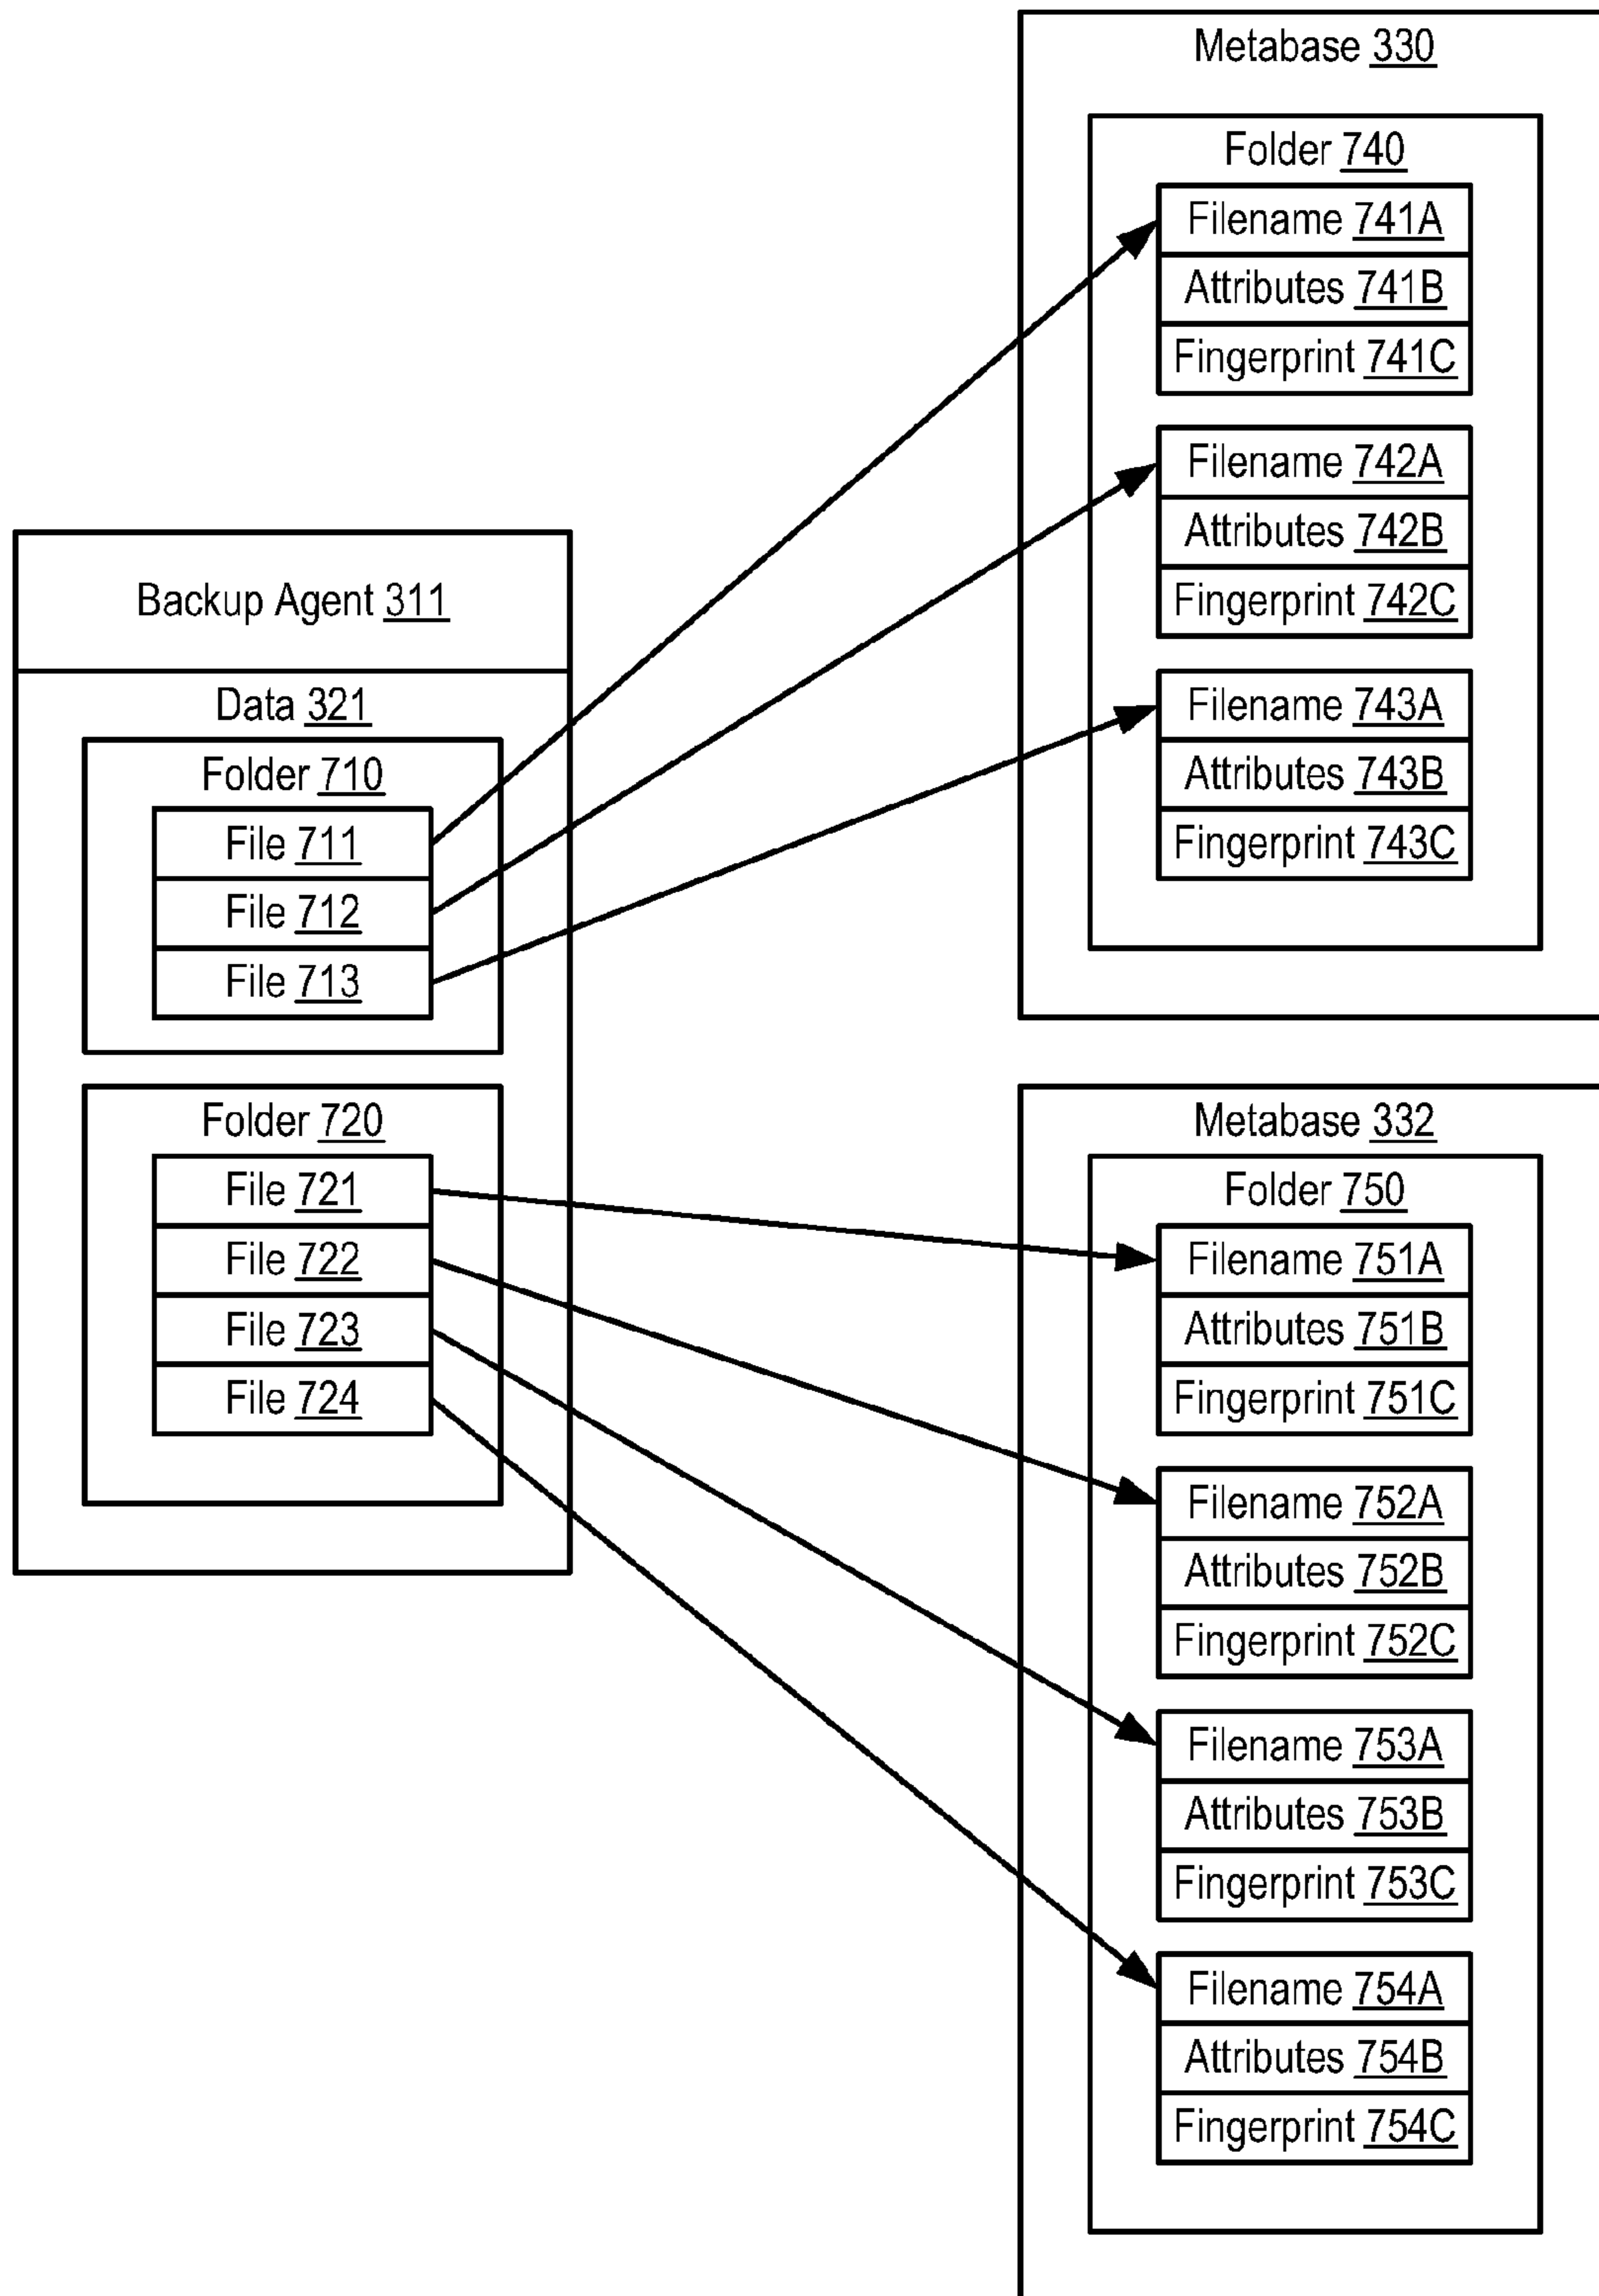 Backup Agent 311
Data 321
Folder 710
File 711
File 712
File 713
Folder 720
File 721
File 722
File 723
File 724
Metabase 330
Folder 740
Filename 741A
Attributes 741B
Fingerprint 741C
Filename 742A
Attributes 742B
Fingerprint 742C
Filename 743A
Attributes 743B
Fingerprint 743C
Metabase 332
Folder 750
Filename 751A
Attributes 751B
Fingerprint 751C
Filename 752A
Attributes 752B
Fingerprint 752C
Filename 753A
Attributes 753B
Fingerprint 753C
Filename 754A
Attributes 754B
Fingerprint 754C